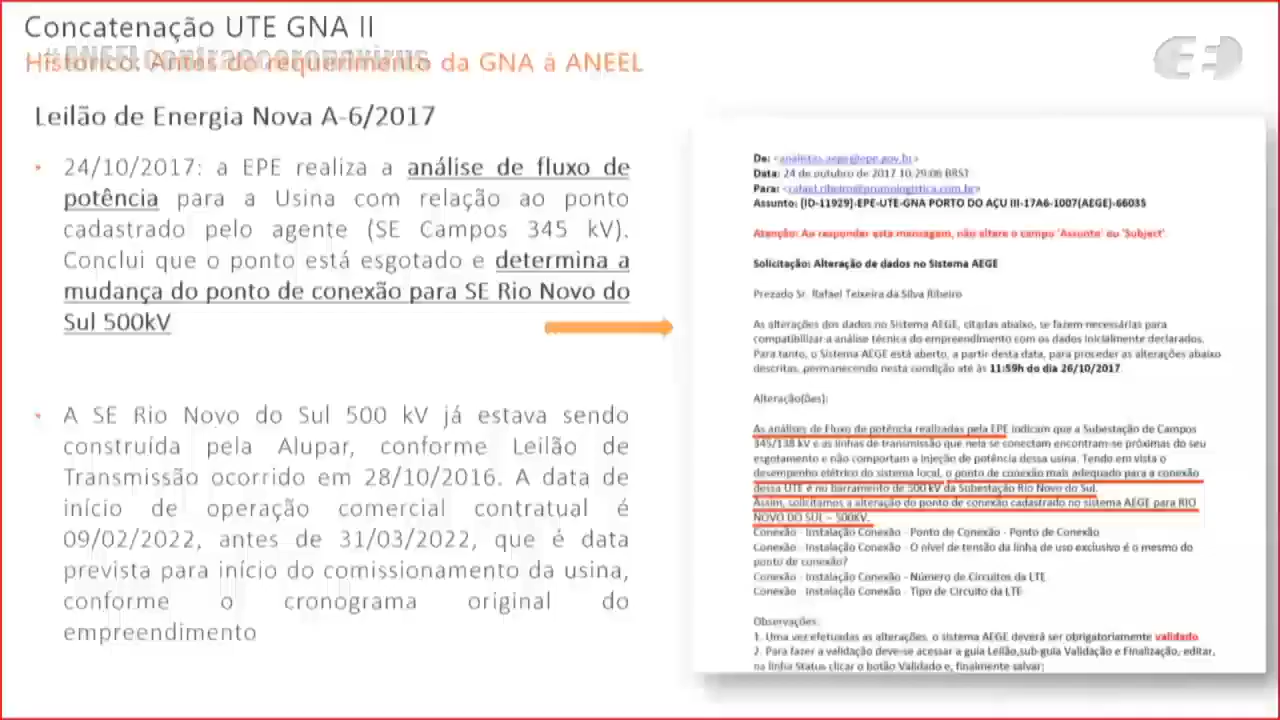 Concatenação UTE GNA II
#ANEELcontraocoronavírus
Histórico: Antes do requerimento da GNA à ANEEL
Leilão de Energia Nova A-6/2017
• 24/10/2017: a EPE realiza a análise de fluxo de
potência para a Usina com relação ao ponto
cadastrado pelo agente (SE Campos 345 kV).
Conclui que o ponto está esgotado e determina a
mudança do ponto de conexão para SE Rio Novo do
Sul 500kV
• A SE Rio Novo do Sul 500 kV já estava sendo
construída pela Alupar, conforme Leilão de
Transmissão ocorrido em 28/10/2016. A data de
início de operação comercial contratual é
09/02/2022, antes de 31/03/2022, que é data
prevista para início do comissionamento da usina,
conforme o cronograma original do
empreendimento
De: <analistas.aege@epe.gov.br>
Data: 24 de outubro de 2017 10:29:06 BRST
Para: <rafael.ribeiro@prumologistica.com.br>
Assunto: [ID-11929]-EPE-UTE-GNA PORTO DO AÇU III-17A6-1007(AEGE)-66035
Atenção: Ao responder esta mensagem, não altere o campo 'Assunto' ou 'Subject'.
Solicitação: Alteração de dados no Sistema AEGE
Prezado Sr. Rafael Teixeira da Silva Ribeiro
As alterações dos dados no Sistema AEGE, citadas abaixo, se fazem necessárias para
compatibilizar a análise técnica do empreendimento com os dados inicialmente declarados.
Para tanto, o Sistema AEGE está aberto, a partir desta data, para proceder as alterações abaixo
descritas, permanecendo nesta condição até às 11:59h do dia 26/10/2017.
Alteração(ões):
As análises de Fluxo de potência realizadas pela EPE indicam que a Subestação de Campos
345/138 kV e as linhas de transmissão que nela se conectam encontram-se próximas do seu
esgotamento e não comportam a injeção de potência dessa usina. Tendo em vista o
desempenho elétrico do sistema local, o ponto de conexão mais adequado para a conexão
dessa UTE é no barramento de 500 kV da Subestação Rio Novo do Sul.
Assim, solicitamos a alteração do ponto de conexão cadastrado no sistema AEGE para RIO
NOVO DO SUL – 500KV.
Conexão - Instalação Conexão - Ponto de Conexão - Ponto de Conexão
Conexão - Instalação Conexão - O nível de tensão da linha de uso exclusivo é o mesmo do
ponto de conexão?
Conexão - Instalação Conexão - Número de Circuitos da LTE
Conexão - Instalação Conexão - Tipo de Circuito da LTE
Observações:
1. Uma vez efetuadas as alterações, o sistema AEGE deverá ser obrigatoriamente validado.
2. Para fazer a validação deve-se acessar a guia Leilão,sub-guia Validação e Finalização, editar,
na linha Status clicar o botão Validado e, finalmente salvar;